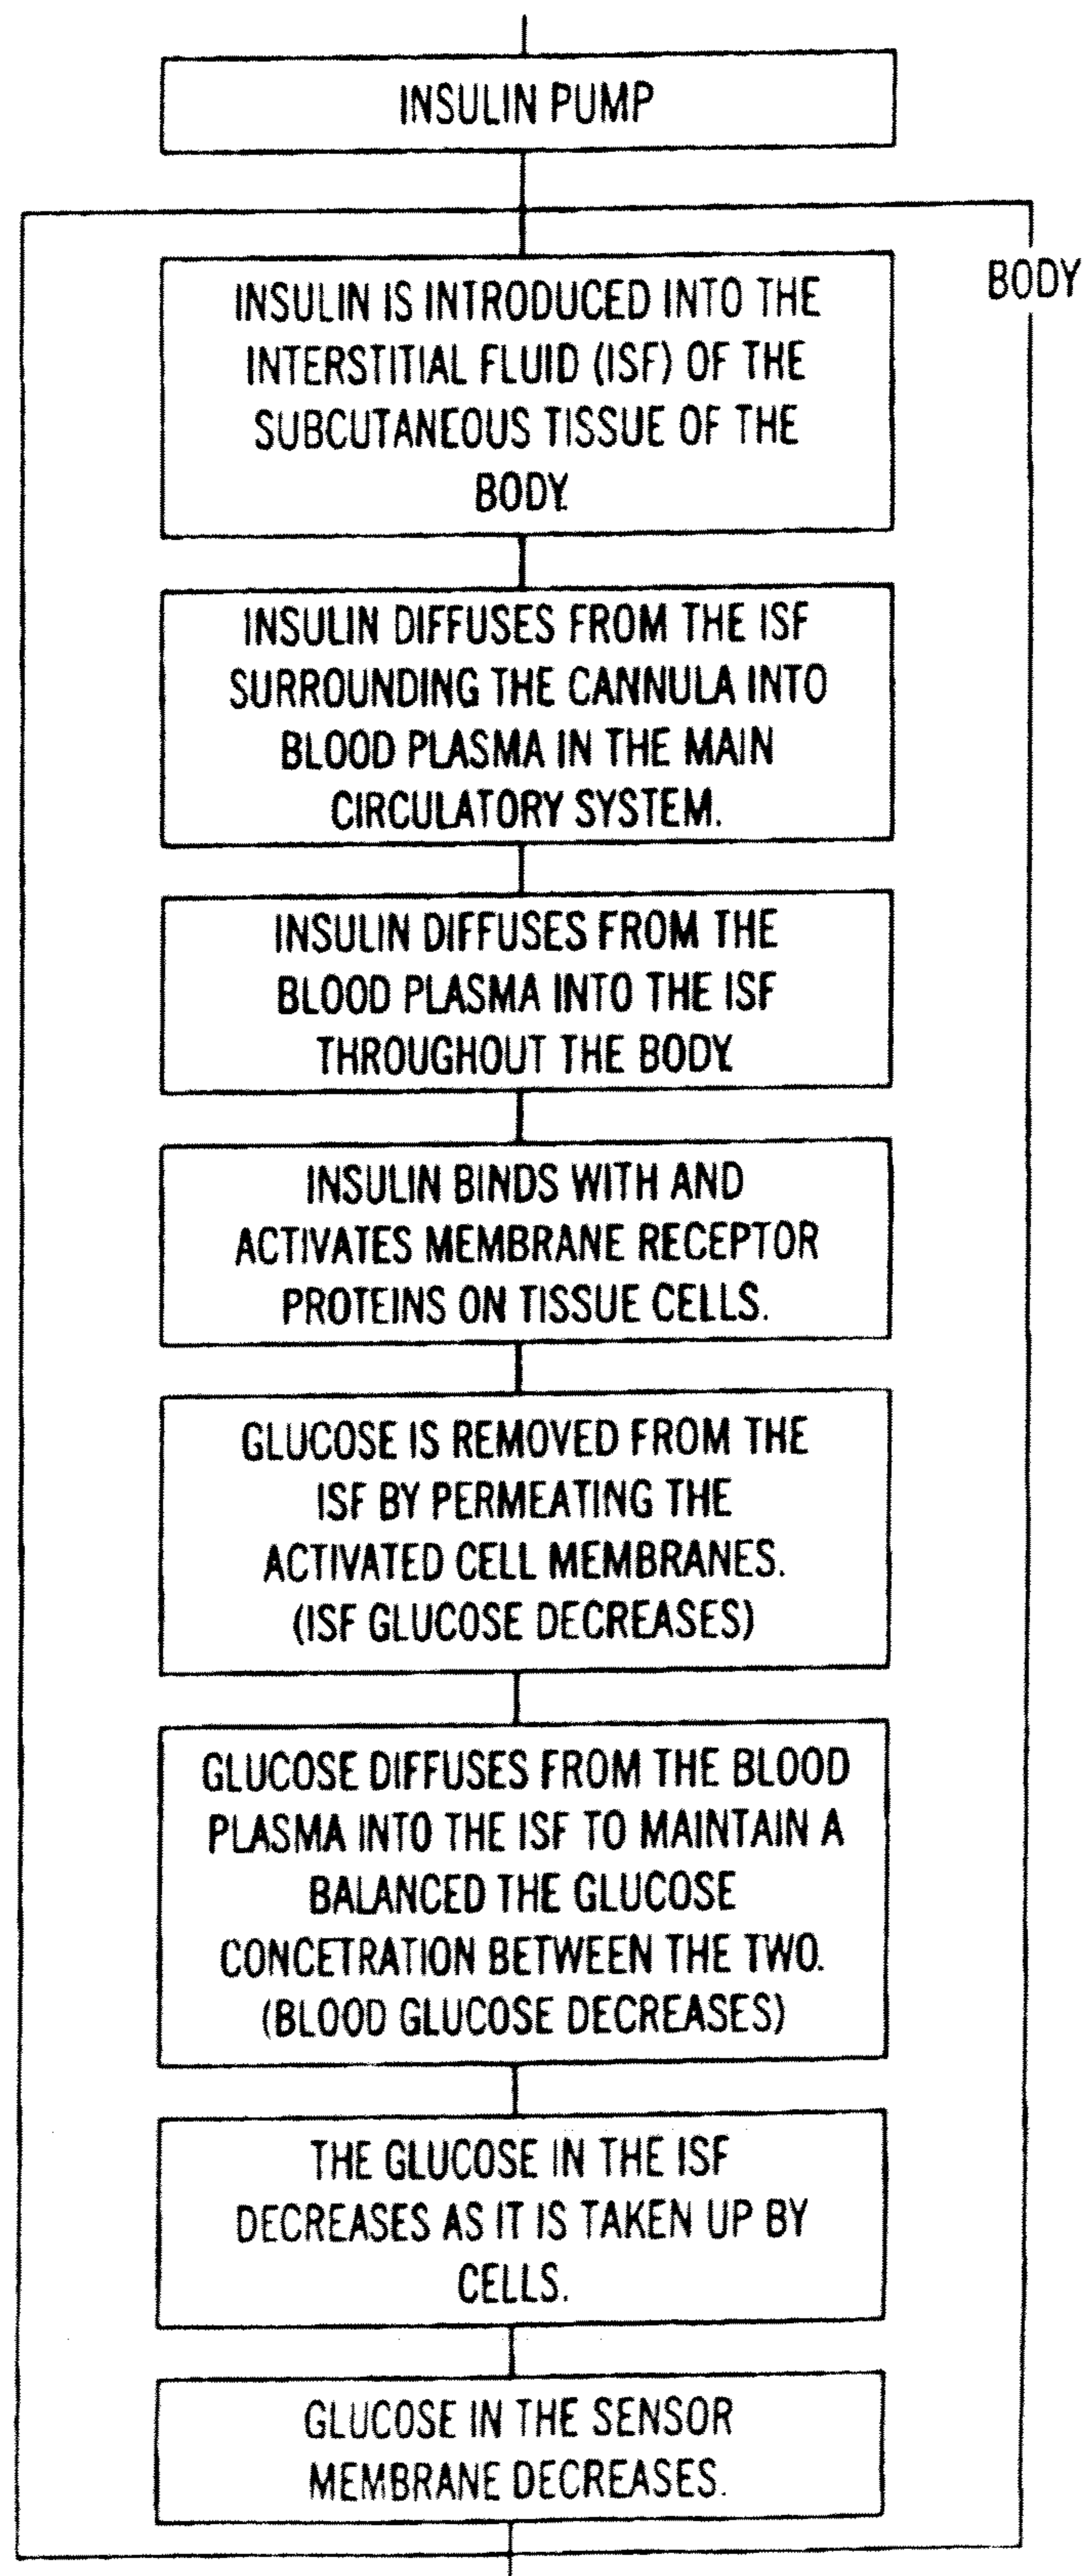 INSULIN PUMP
BODY
INSULIN IS INTRODUCED INTO THE
INTERSTITIAL FLUID (ISF) OF THE
SUBCUTANEOUS TISSUE OF THE
BODY.
INSULIN DIFFUSES FROM THE ISF
SURROUNDING THE CANNULA INTO
BLOOD PLASMA IN THE MAIN
CIRCULATORY SYSTEM.
INSULIN DIFFUSES FROM THE
BLOOD PLASMA INTO THE ISF
THROUGHOUT THE BODY.
INSULIN BINDS WITH AND
ACTIVATES MEMBRANE RECEPTOR
PROTEINS ON TISSUE CELLS.
GLUCOSE IS REMOVED FROM THE
ISF BY PERMEATING THE
ACTIVATED CELL MEMBRANES.
(ISF GLUCOSE DECREASES)
GLUCOSE DIFFUSES FROM THE BLOOD
PLASMA INTO THE ISF TO MAINTAIN A
BALANCED THE GLUCOSE
CONCETRATION BETWEEN THE TWO.
(BLOOD GLUCOSE DECREASES)
THE GLUCOSE IN THE ISF
DECREASES AS IT IS TAKEN UP BY
CELLS.
GLUCOSE IN THE SENSOR
MEMBRANE DECREASES.